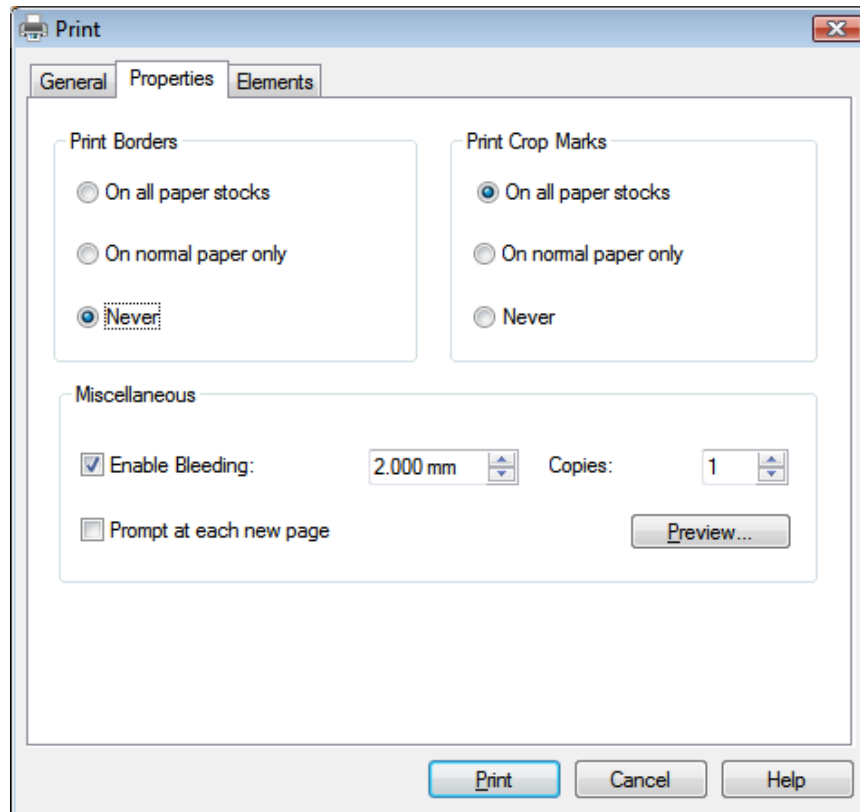 Print
General Properties Elements
Print Borders
On all paper stocks
On normal paper only
Never
Print Crop Marks
On all paper stocks
On normal paper only
Never
Miscellaneous
Enable Bleeding: 2.000 mm Copies: 1
Prompt at each new page Preview...
Print Cancel Help